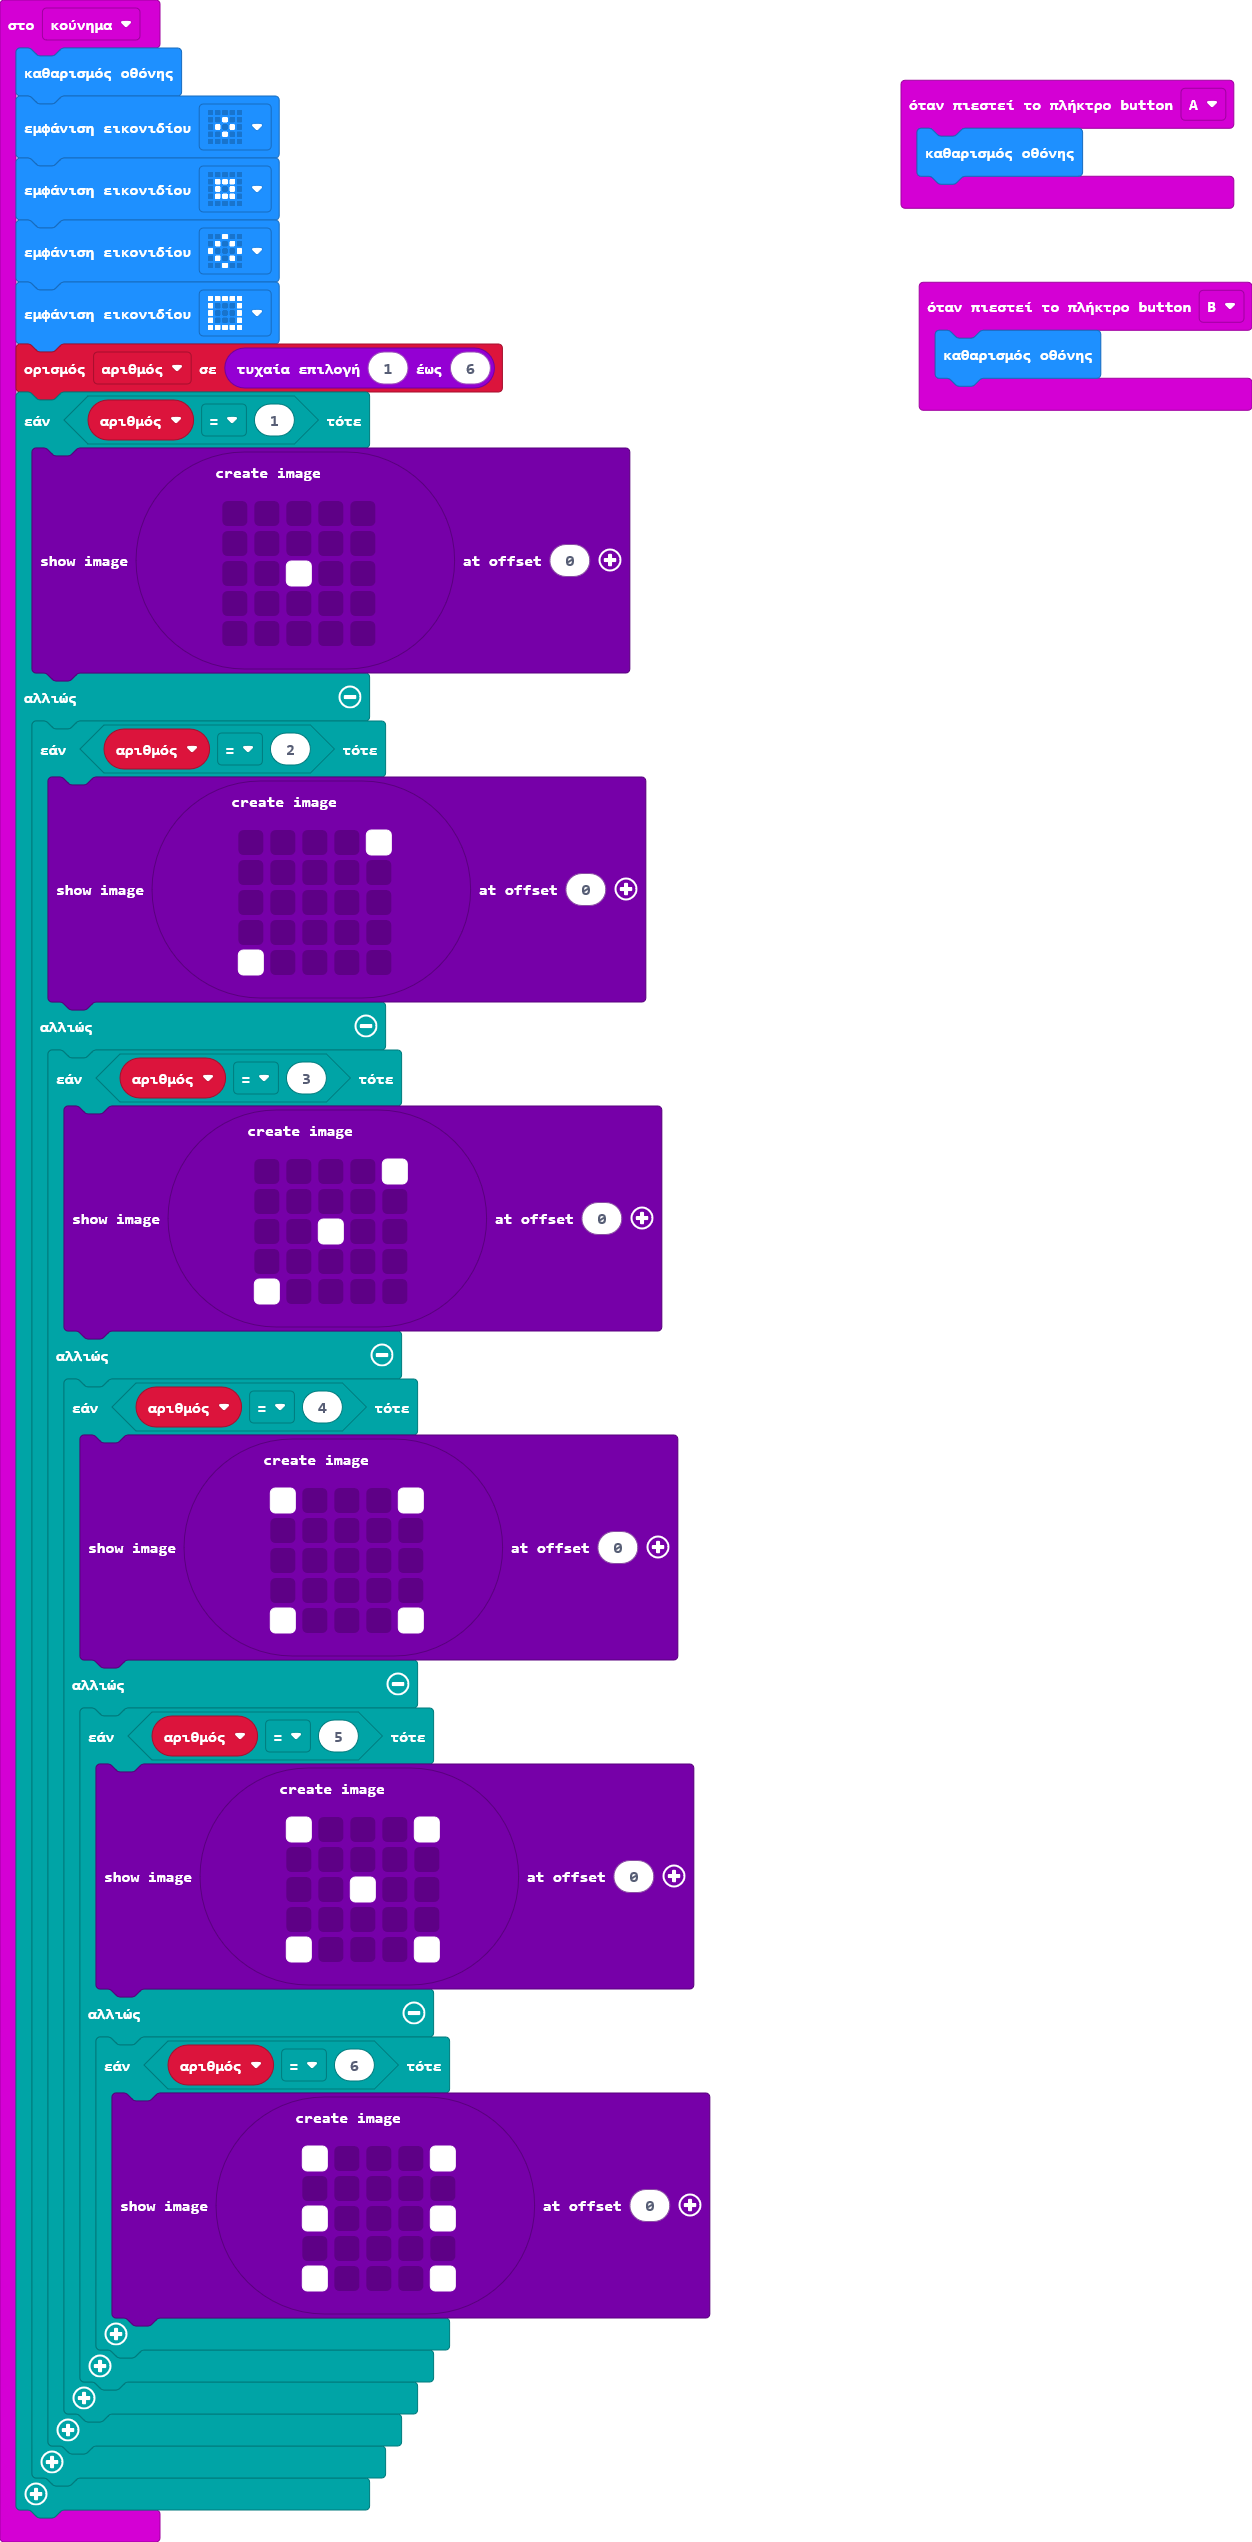 στο κούνημα
καθαρισμός οθόνης
εμφάνιση εικονιδίου
εμφάνιση εικονιδίου
εμφάνιση εικονιδίου
εμφάνιση εικονιδίου
ορισμός αριθμός σε τυχαία επιλογή 1 έως 6
εάν αριθμός = 1 τότε
create image
show image at offset 0
αλλιώς
εάν αριθμός = 2 τότε
create image
show image at offset 0
αλλιώς
εάν αριθμός = 3 τότε
create image
show image at offset 0
αλλιώς
εάν αριθμός = 4 τότε
create image
show image at offset 0
αλλιώς
εάν αριθμός = 5 τότε
create image
show image at offset 0
αλλιώς
εάν αριθμός = 6 τότε
create image
show image at offset 0
όταν πιεστεί το πλήκτρο button A
καθαρισμός οθόνης
όταν πιεστεί το πλήκτρο button B
καθαρισμός οθόνης